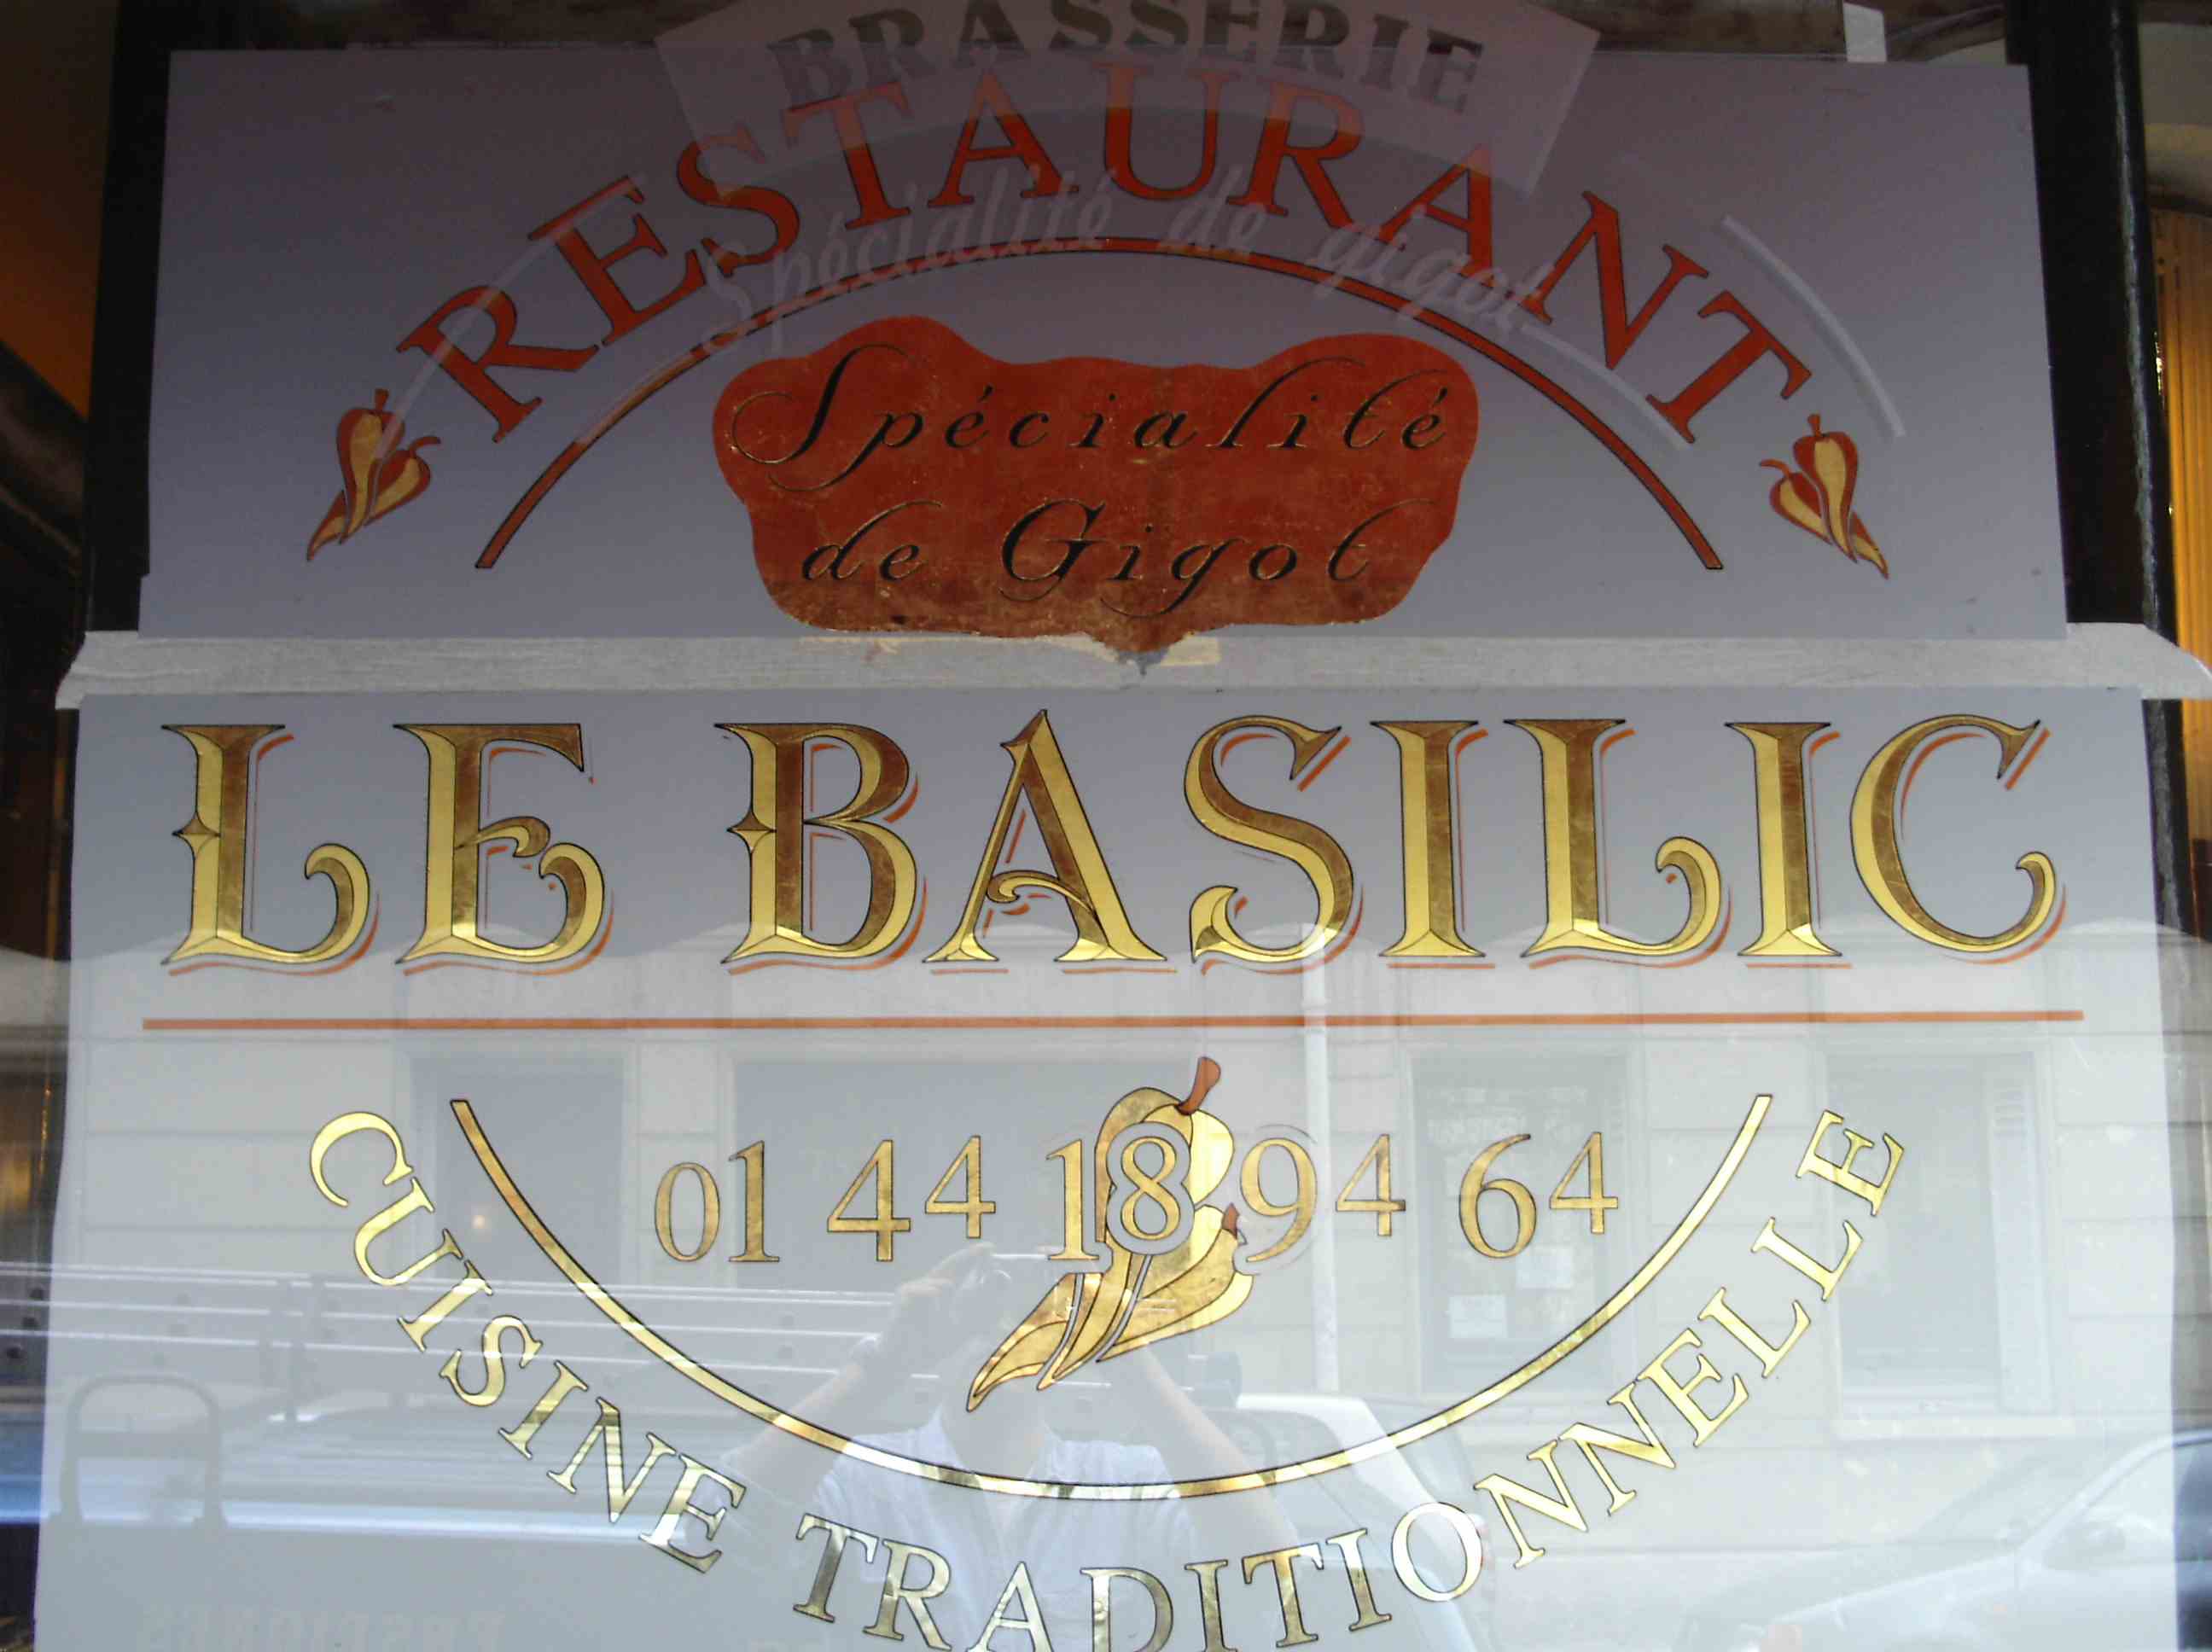 BRASSERIE
RESTAURANT
Spécialité de gigot
Spécialité
de Gigot
LE BASILIC
01 44 18 94 64
CUISINE TRADITIONNELLE